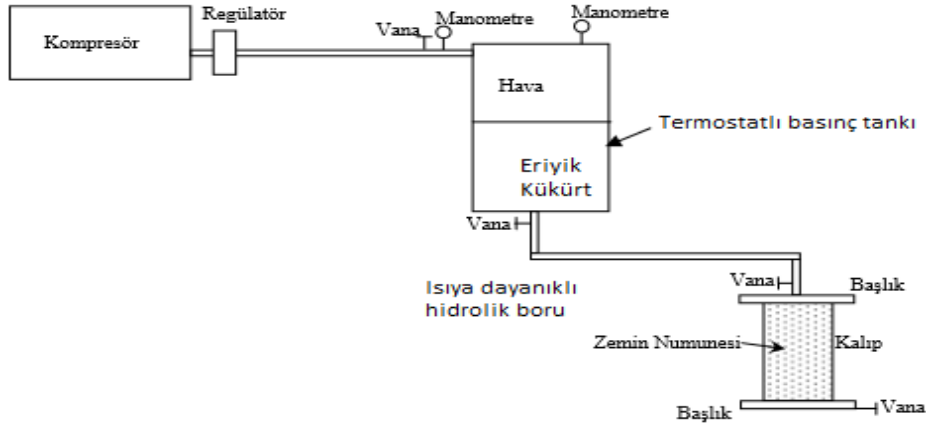 Regülatör
Manometre
Vana
Manometre
Kompresör
Hava
Termostatlı basınç tankı
Eriyik
Kükürt
Vana
Isıya dayanıklı
hidrolik boru
Vana
Başlık
Zemin Numunesi
Kalıp
Başlık
Vana